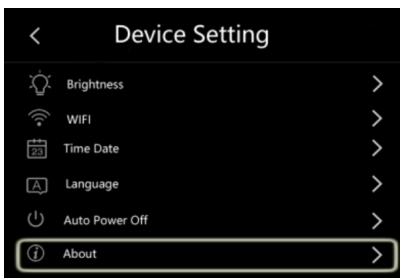 Device Setting
Brightness
WIFI
23
Time Date
A
Language
Auto Power Off
i
About